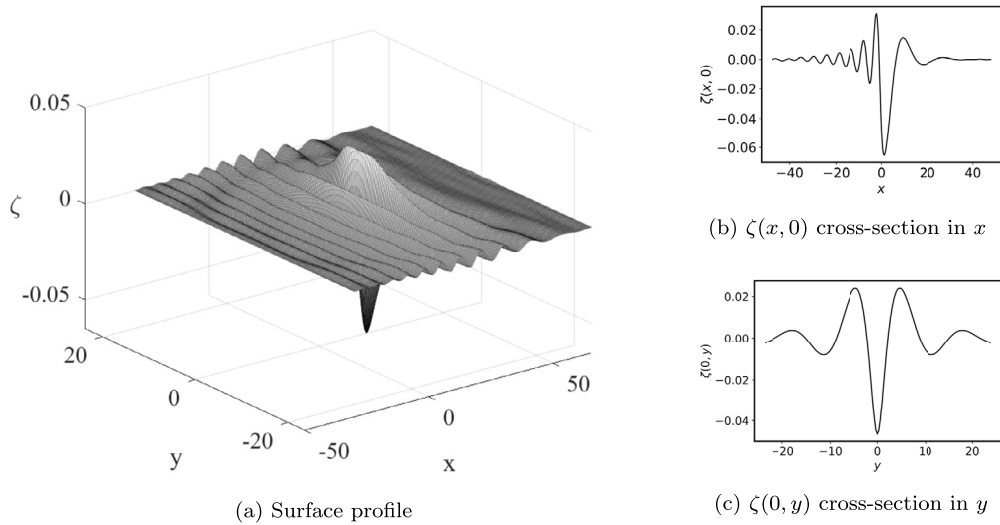 0.05
ζ
0
-0.05
20
0
-20
y
-50
0
50
x
(a) Surface profile
ζ(x, 0)
0.02
0.00
−0.02
−0.04
−0.06
−40
−20
0
20
40
x
(b) ζ(x, 0) cross-section in x
ζ(0, y)
0.02
0.00
−0.02
−0.04
−20
−10
0
10
20
y
(c) ζ(0, y) cross-section in y